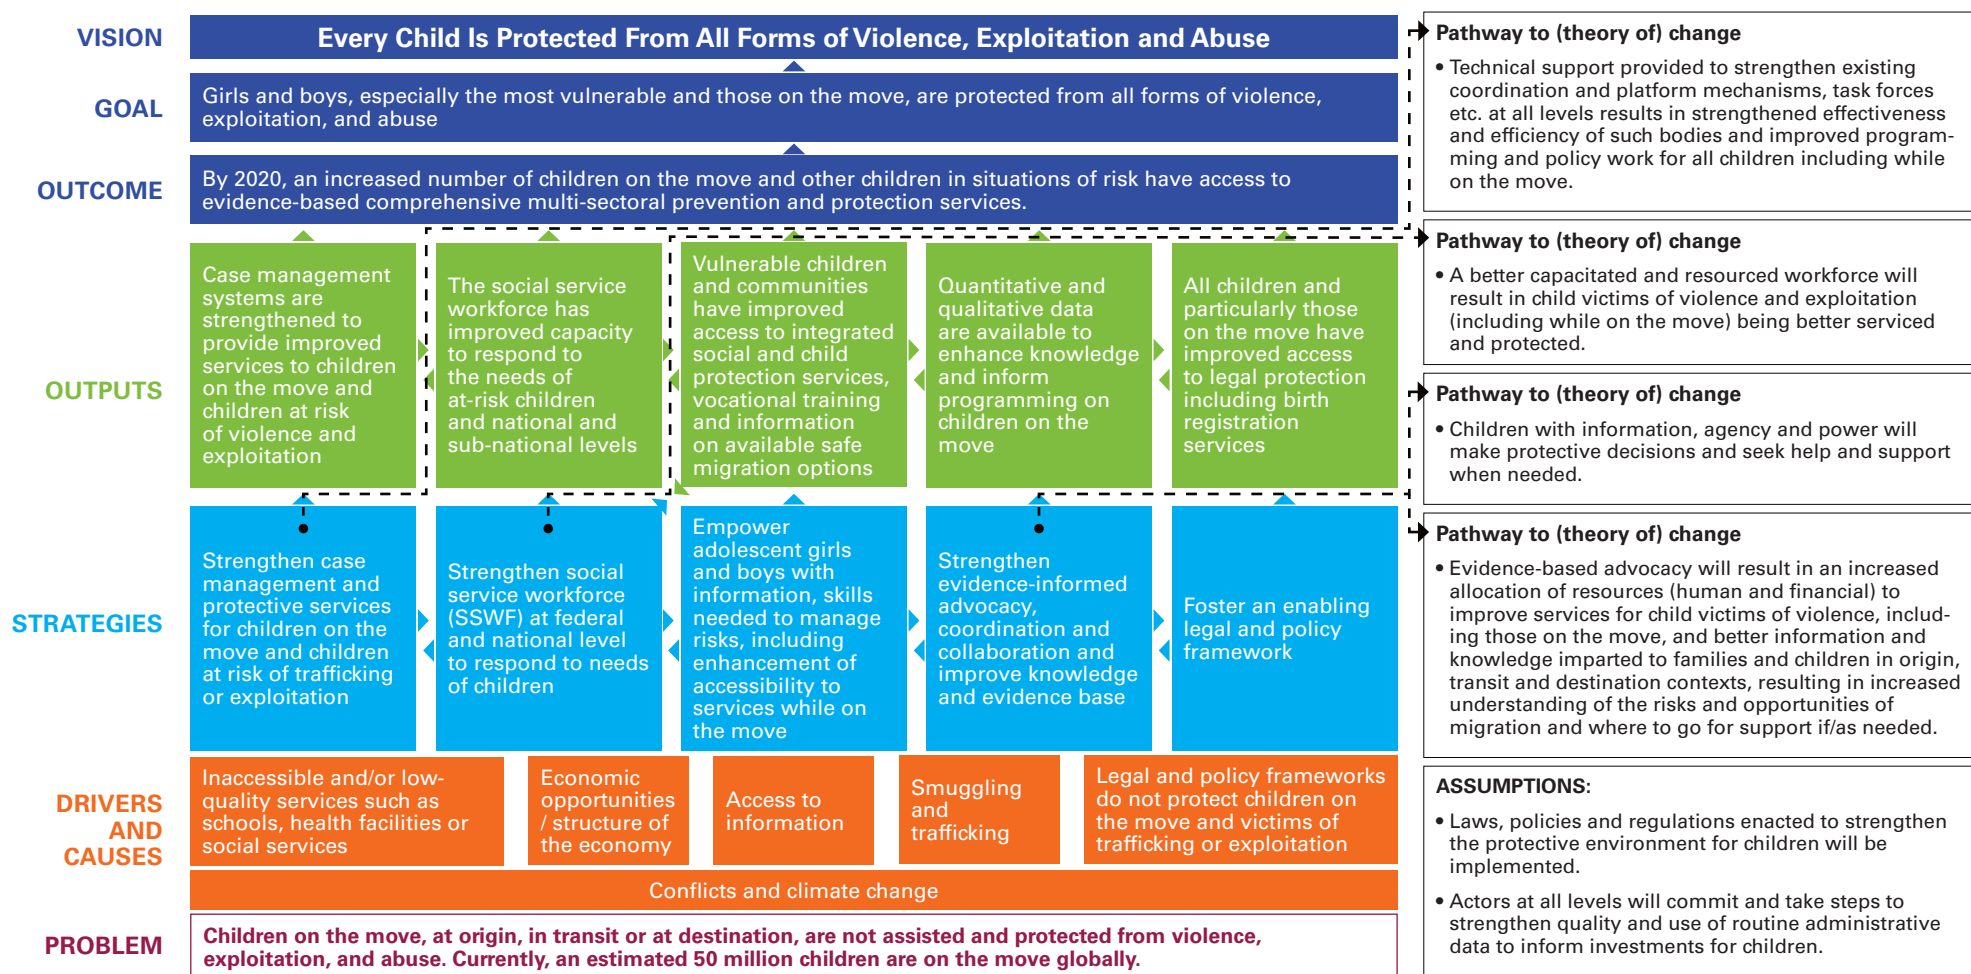 VISION
Every Child Is Protected From All Forms of Violence, Exploitation and Abuse
GOAL
Girls and boys, especially the most vulnerable and those on the move, are protected from all forms of violence,
exploitation, and abuse
OUTCOME
By 2020, an increased number of children on the move and other children in situations of risk have access to
evidence-based comprehensive multi-sectoral prevention and protection services.
OUTPUTS
Case management
systems are
strengthened to
provide improved
services to children
on the move and
children at risk
of violence and
exploitation
The social service
workforce has
improved capacity
to respond to
the needs of
at-risk children
and national and
sub-national levels
Vulnerable children
and communities
have improved
access to integrated
social and child
protection services,
vocational training
and information
on available safe
migration options
Quantitative and
qualitative data
are available to
enhance knowledge
and inform
programming on
children on the
move
All children and
particularly those
on the move have
improved access
to legal protection
including birth
registration
services
STRATEGIES
Strengthen case
management and
protective services
for children on the
move and children
at risk of trafficking
or exploitation
Strengthen social
service workforce
(SSWF) at federal
and national level
to respond to needs
of children
Empower
adolescent girls
and boys with
information, skills
needed to manage
risks, including
enhancement of
accessibility to
services while on
the move
Strengthen
evidence-informed
advocacy,
coordination and
collaboration and
improve knowledge
and evidence base
Foster an enabling
legal and policy
framework
DRIVERS
AND
CAUSES
Inaccessible and/or low-
quality services such as
schools, health facilities or
social services
Economic
opportunities
/ structure of
the economy
Access to
information
Smuggling
and
trafficking
Legal and policy frameworks
do not protect children on
the move and victims of
trafficking or exploitation
Conflicts and climate change
PROBLEM
Children on the move, at origin, in transit or at destination, are not assisted and protected from violence,
exploitation, and abuse. Currently, an estimated 50 million children are on the move globally.
Pathway to (theory of) change
• Technical support provided to strengthen existing
coordination and platform mechanisms, task forces
etc. at all levels results in strengthened effectiveness
and efficiency of such bodies and improved program-
ming and policy work for all children including while
on the move.
Pathway to (theory of) change
• A better capacitated and resourced workforce will
result in child victims of violence and exploitation
(including while on the move) being better serviced
and protected.
Pathway to (theory of) change
• Children with information, agency and power will
make protective decisions and seek help and support
when needed.
Pathway to (theory of) change
• Evidence-based advocacy will result in an increased
allocation of resources (human and financial) to
improve services for child victims of violence, includ-
ing those on the move, and better information and
knowledge imparted to families and children in origin,
transit and destination contexts, resulting in increased
understanding of the risks and opportunities of
migration and where to go for support if/as needed.
ASSUMPTIONS:
• Laws, policies and regulations enacted to strengthen
the protective environment for children will be
implemented.
• Actors at all levels will commit and take steps to
strengthen quality and use of routine administrative
data to inform investments for children.